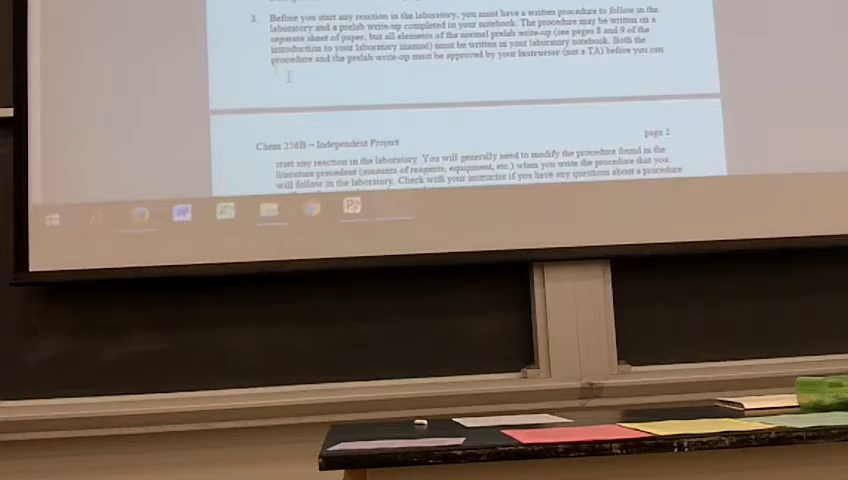 3. Before you start any reaction in the laboratory, you must have a written procedure to follow in the
laboratory and a prelab write-up completed in your notebook. The procedure may be written on a
separate sheet of paper, but all elements of the normal prelab write-up (see pages 8 and 9 of the
introduction to your laboratory manual) must be written in your laboratory notebook. Both the
procedure and the prelab write-up must be approved by your instructor (not a TA) before you can
Chem 256B – Independent Project
page 2
start any reaction in the laboratory. You will generally need to modify the procedure found in the
literature precedent (amounts of reagents, equipment, etc.) when you write the procedure that you
will follow in the laboratory. Check with your instructor if you have any questions about a procedure